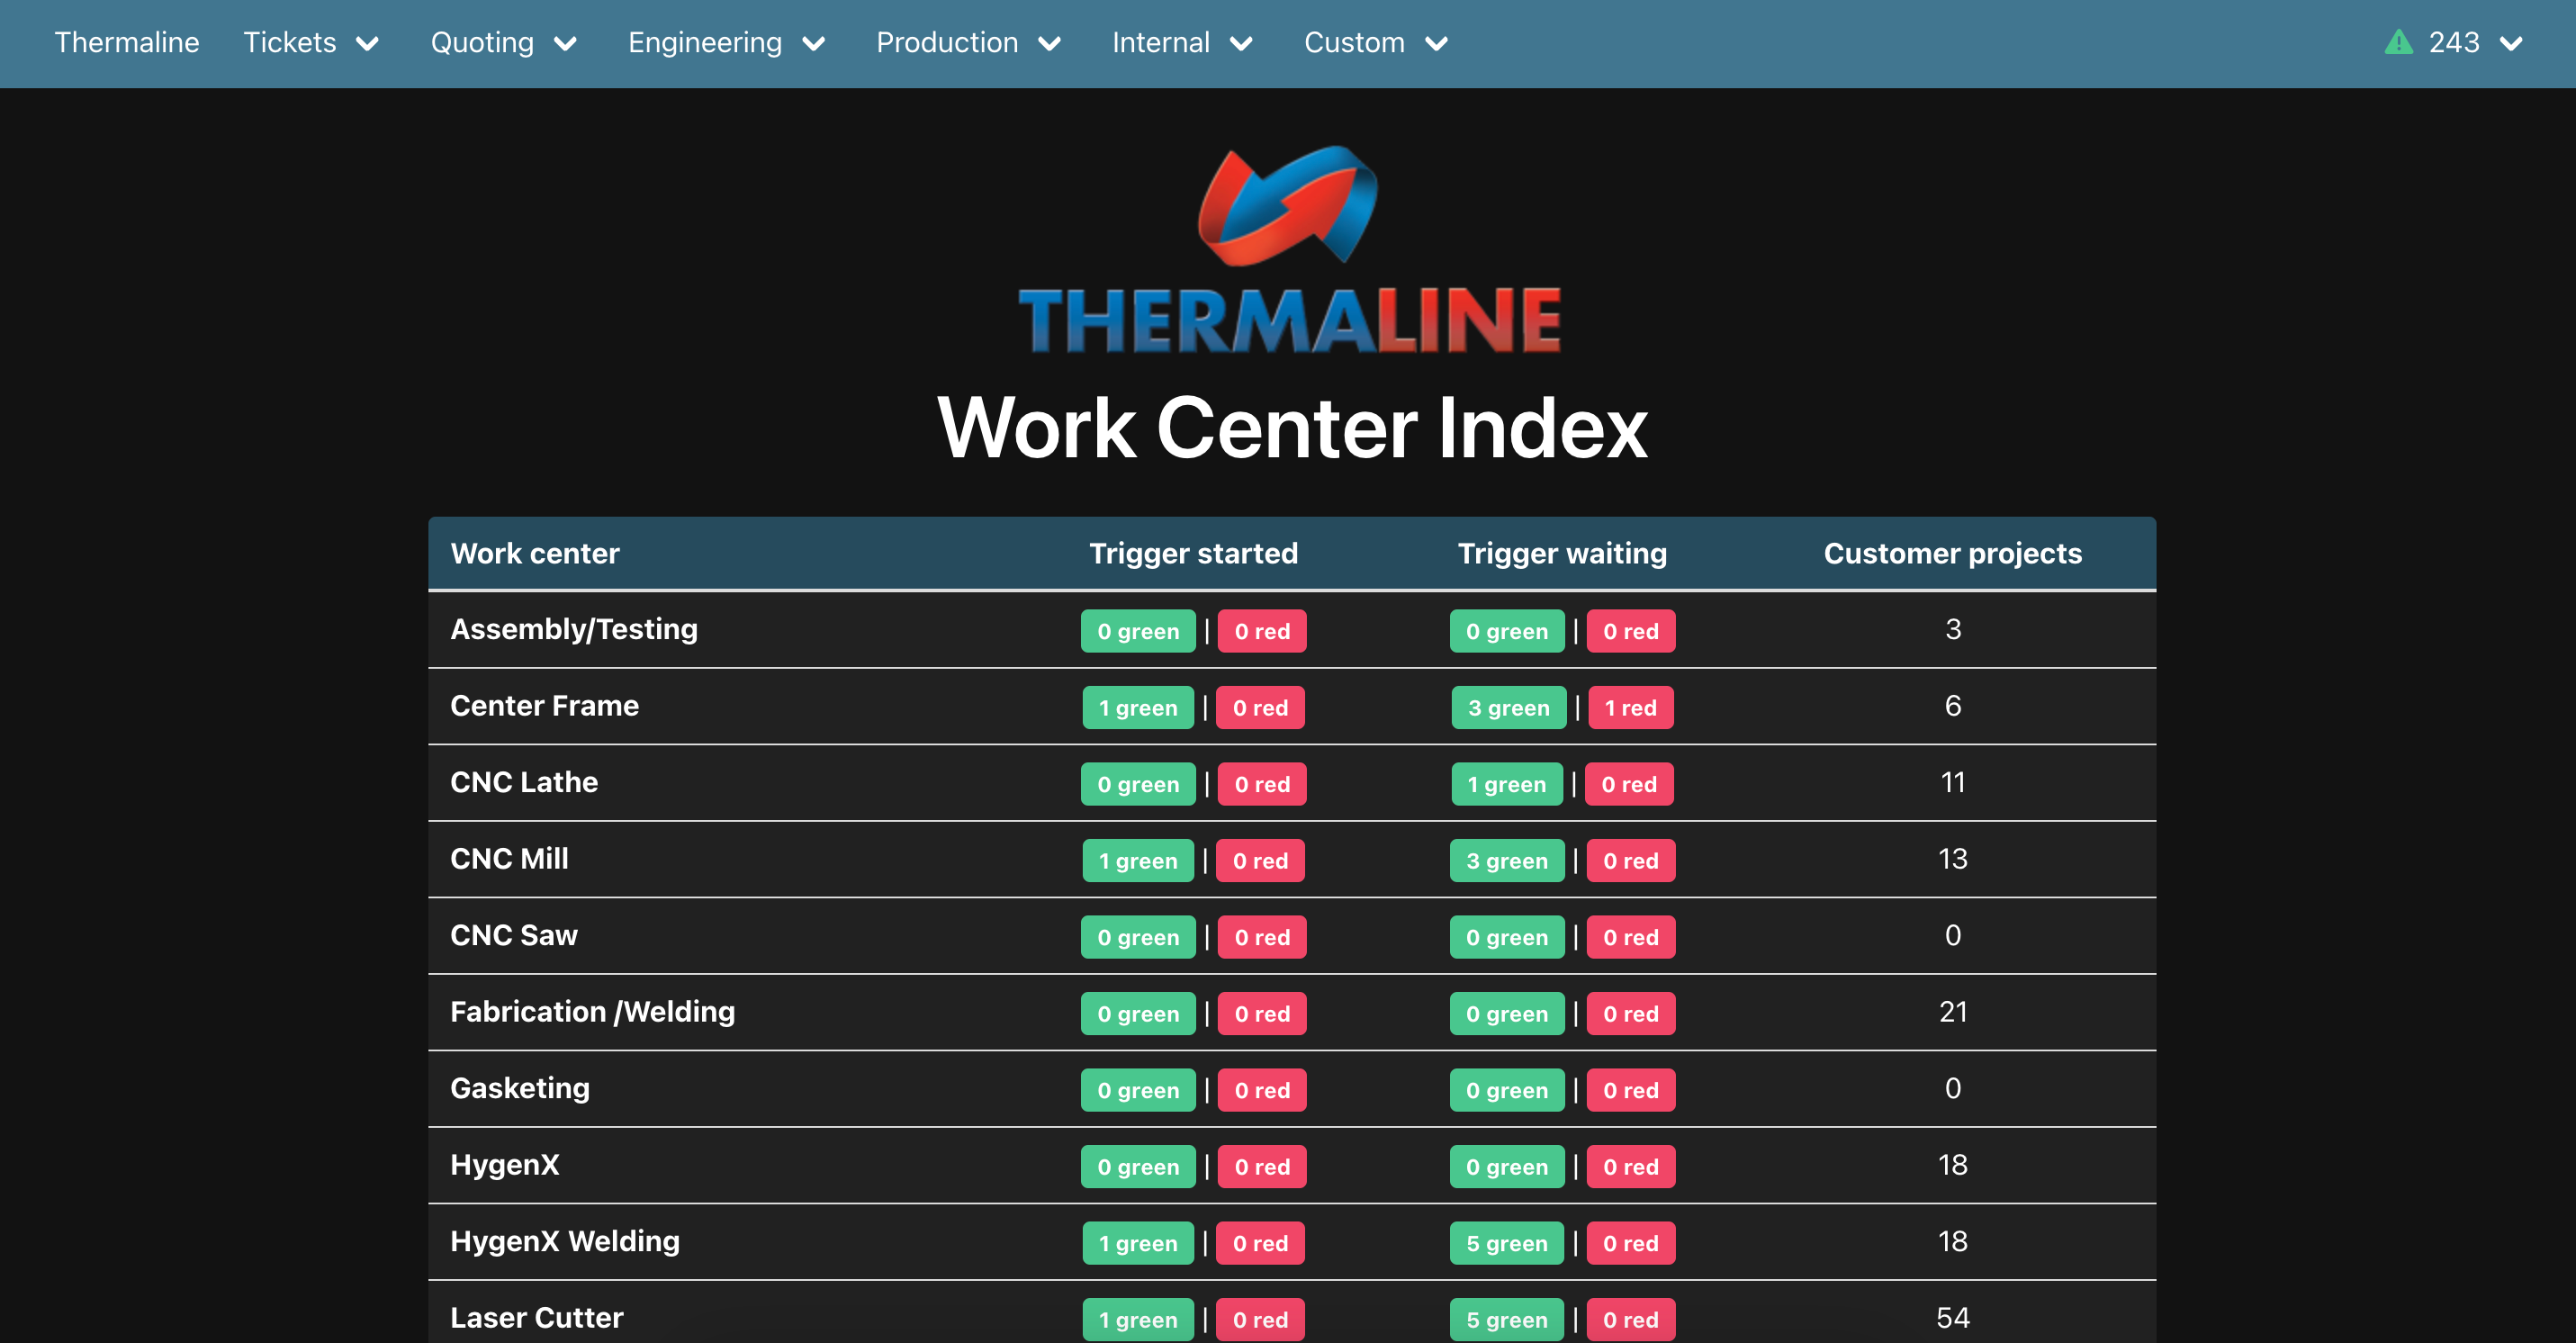 Thermaline Tickets Quoting Engineering Production Internal Custom 243
THERMALINE
Work Center Index
Work center Trigger started Trigger waiting Customer projects
Assembly/Testing 0 green | 0 red 0 green | 0 red 3
Center Frame 1 green | 0 red 3 green | 1 red 6
CNC Lathe 0 green | 0 red 1 green | 0 red 11
CNC Mill 1 green | 0 red 3 green | 0 red 13
CNC Saw 0 green | 0 red 0 green | 0 red 0
Fabrication /Welding 0 green | 0 red 0 green | 0 red 21
Gasketing 0 green | 0 red 0 green | 0 red 0
HygenX 0 green | 0 red 0 green | 0 red 18
HygenX Welding 1 green | 0 red 5 green | 0 red 18
Laser Cutter 1 green | 0 red 5 green | 0 red 54